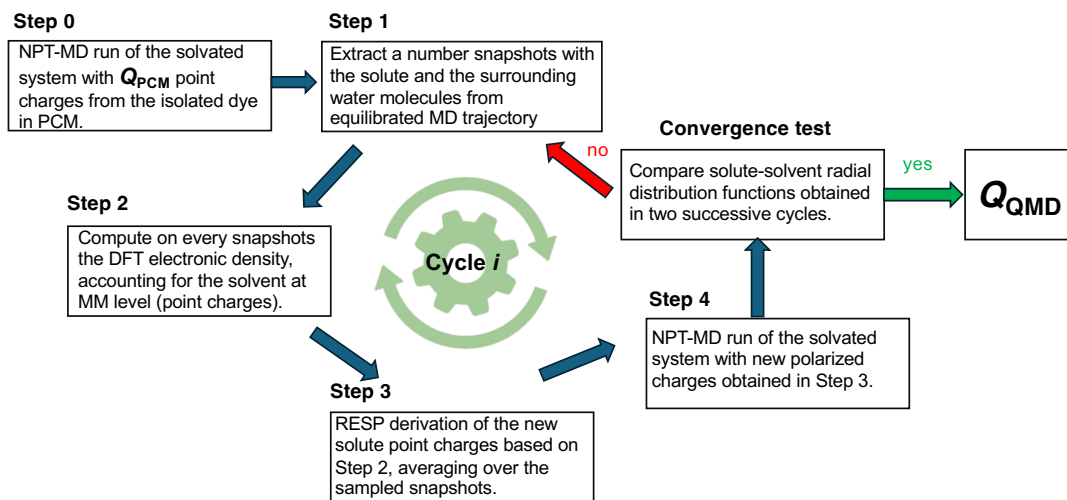 Step 0
NPT-MD run of the solvated
system with QPCM point
charges from the isolated dye
in PCM.
Step 1
Extract a number snapshots with
the solute and the surrounding
water molecules from
equilibrated MD trajectory
Step 2
Compute on every snapshots
the DFT electronic density,
accounting for the solvent at
MM level (point charges).
Cycle i
Step 3
RESP derivation of the new
solute point charges based on
Step 2, averaging over the
sampled snapshots.
Step 4
NPT-MD run of the solvated
system with new polarized
charges obtained in Step 3.
Convergence test
Compare solute-solvent radial
distribution functions obtained
in two successive cycles.
no
yes
QQMD